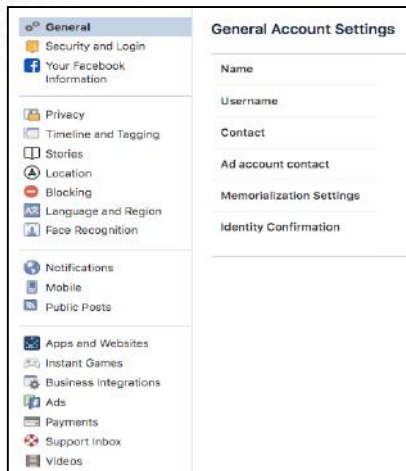 General
Security and Login
Your Facebook
Information
Privacy
Timeline and Tagging
Stories
Location
Blocking
Language and Region
Face Recognition
Notifications
Mobile
Public Posts
Apps and Websites
Instant Games
Business Integrations
Ads
Payments
Support Inbox
Videos
General Account Settings
Name
Username
Contact
Ad account contact
Memorialization Settings
Identity Confirmation